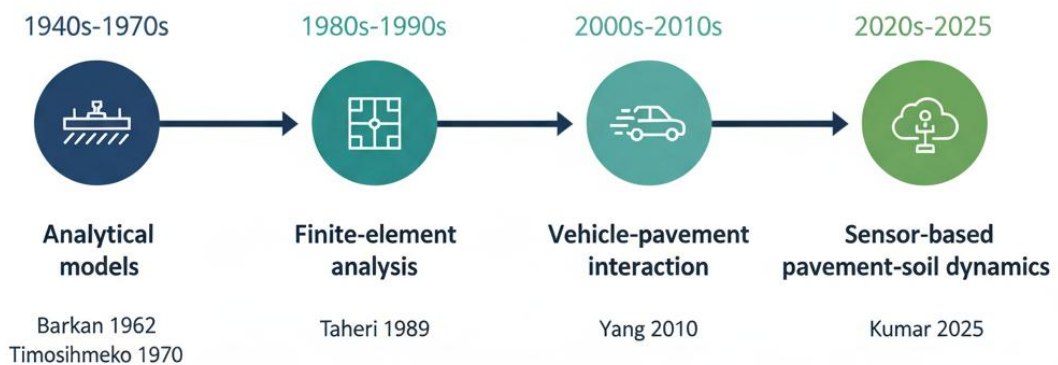 1940s-1970s
1980s-1990s
2000s-2010s
2020s-2025
Analytical
models
Finite-element
analysis
Vehicle-pavement
interaction
Sensor-based
pavement-soil dynamics
Barkan 1962
Timosihmeko 1970
Taheri 1989
Yang 2010
Kumar 2025